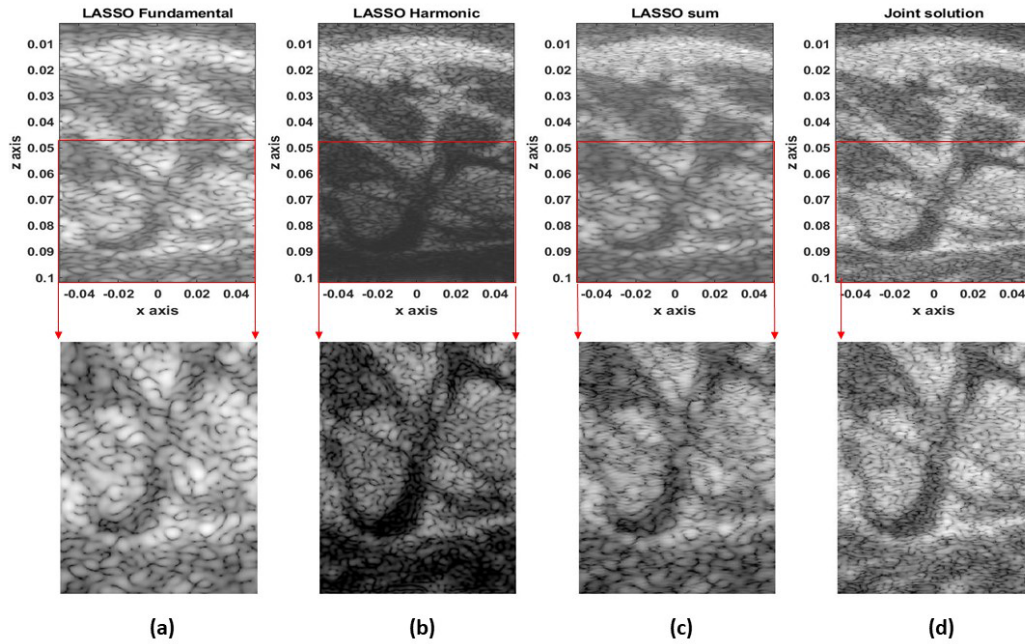 LASSO Fundamental
LASSO Harmonic
LASSO sum
Joint solution
0.01
0.02
0.03
0.04
0.05
0.06
0.07
0.08
0.09
0.1
z axis
-0.04 -0.02 0 0.02 0.04
x axis
0.01
0.02
0.03
0.04
0.05
0.06
0.07
0.08
0.09
0.1
z axis
-0.04 -0.02 0 0.02 0.04
x axis
0.01
0.02
0.03
0.04
0.05
0.06
0.07
0.08
0.09
0.1
z axis
-0.04 -0.02 0 0.02 0.04
x axis
0.01
0.02
0.03
0.04
0.05
0.06
0.07
0.08
0.09
0.1
z axis
-0.04 -0.02 0 0.02 0.04
x axis
(a)
(b)
(c)
(d)